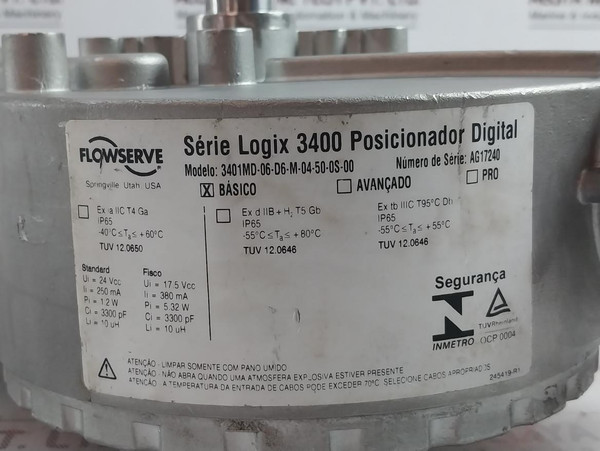 FLOWSERVE
Springville Utah, USA
Série Logix 3400 Posicionador Digital
Modelo: 3401MD-06-D6-M-04-50-0S-00
Número de Série: AG17240
X BÁSICO
AVANÇADO
PRO
Ex ia IIC T4 Ga
IP65
-40°C≤Ta≤+60°C
TUV 12.0650
Ex d IIB + H2 T5 Gb
IP65
-55°C≤Ta≤+80°C
TUV 12.0646
Ex tb IIIC T95°C Db
IP65
-55°C≤Ta≤+55°C
TUV 12.0646
Standard
Ui = 24 Vcc
Ii = 250 mA
Pi = 1.2 W
Ci = 3300 pF
Li = 10 uH
Fisco
Ui = 17.5 Vcc
Ii = 380 mA
Pi = 5.32 W
Ci = 3300 pF
Li = 10 uH
Segurança
INMETRO
TÜVRheinland
OCP 0004
ATENÇÃO - LIMPAR SOMENTE COM PANO UMIDO
ATENÇÃO - NÃO ABRA QUANDO UMA ATMOSFERA EXPLOSIVA ESTIVER PRESENTE
ATENÇÃO - A TEMPERATURA DA ENTRADA DE CABOS PODE EXCEDER 70°C. SELECIONE CABOS APROPRIADOS
245419-R1